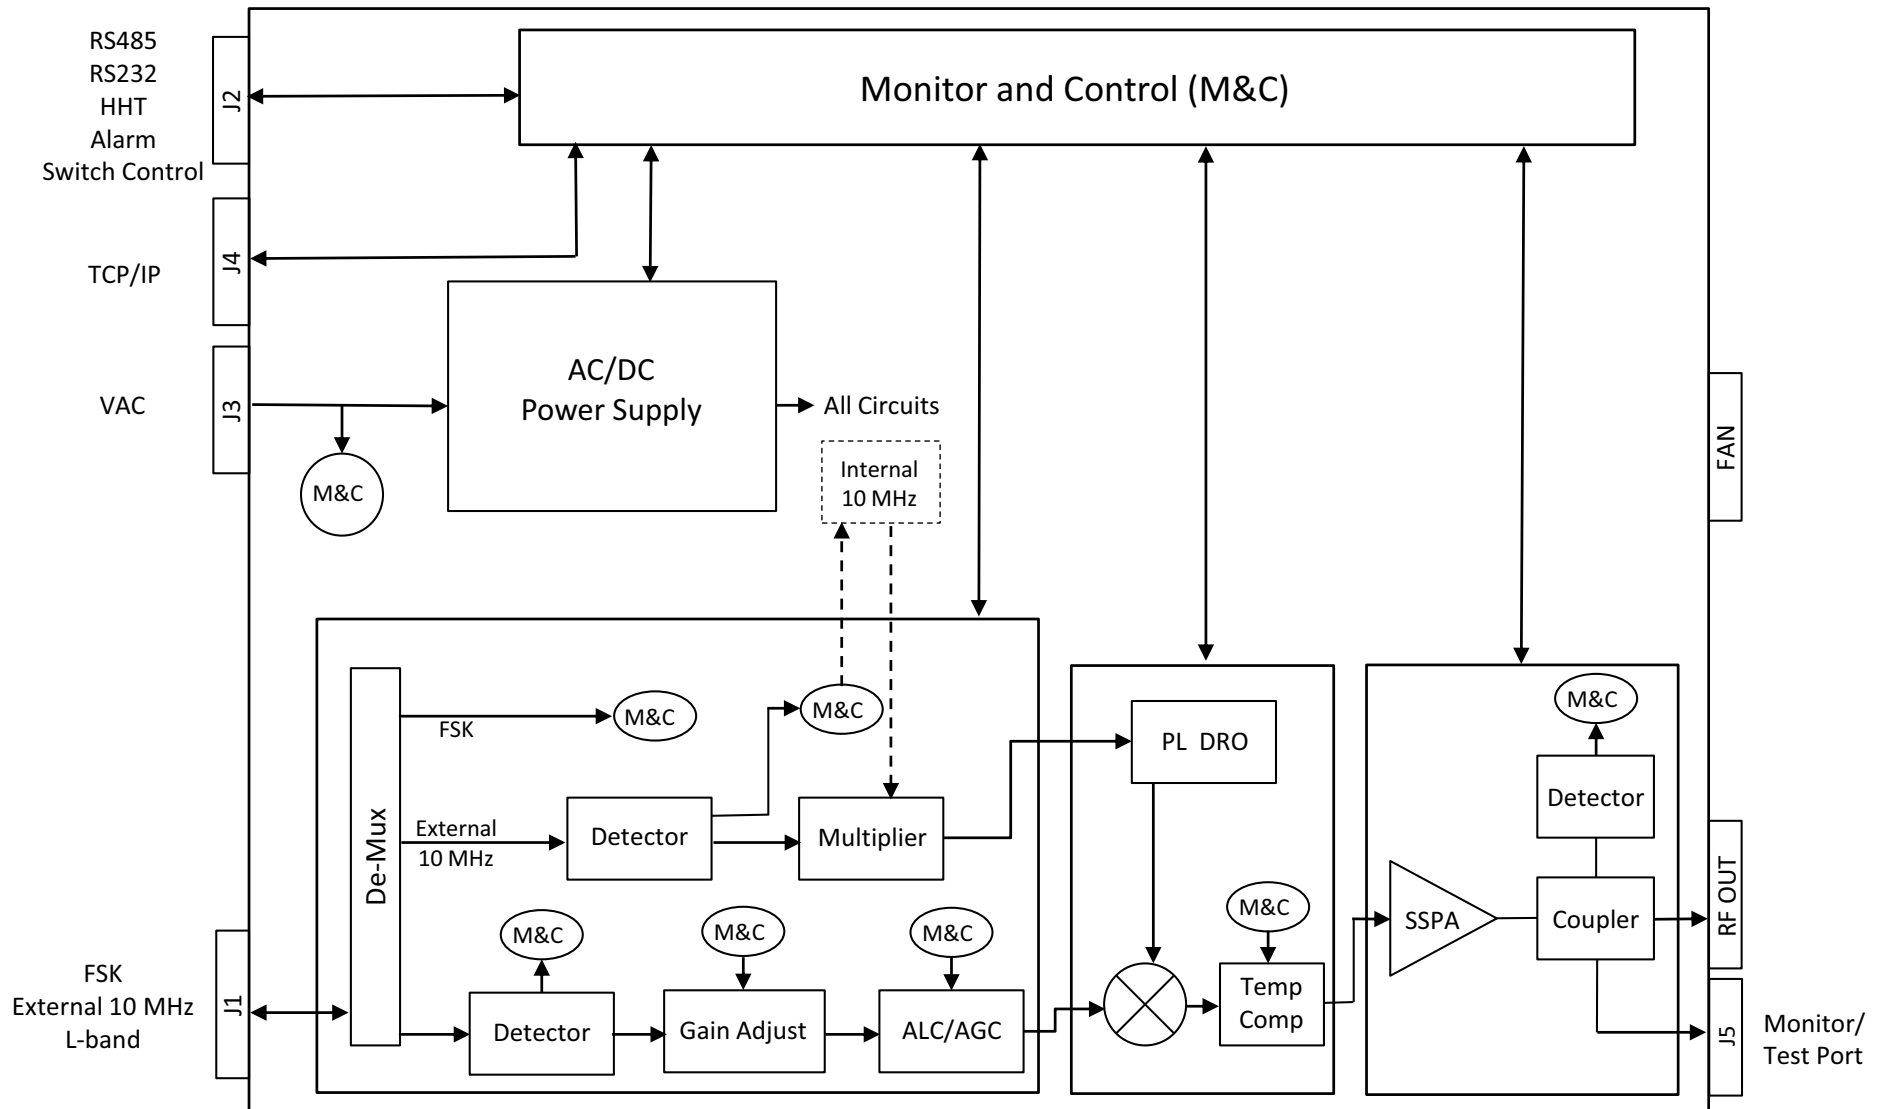 RS485
RS232
HHT
Alarm
Switch Control
J2
Monitor and Control (M&C)
TCP/IP
J4
VAC
J3
M&C
AC/DC
Power Supply
All Circuits
Internal
10 MHz
FAN
De-Mux
FSK
M&C
M&C
External
10 MHz
Detector
Multiplier
M&C
M&C
M&C
Detector
Gain Adjust
ALC/AGC
PL DRO
M&C
Temp
Comp
M&C
Detector
SSPA
Coupler
RF OUT
FSK
External 10 MHz
L-band
J1
J5
Monitor/
Test Port